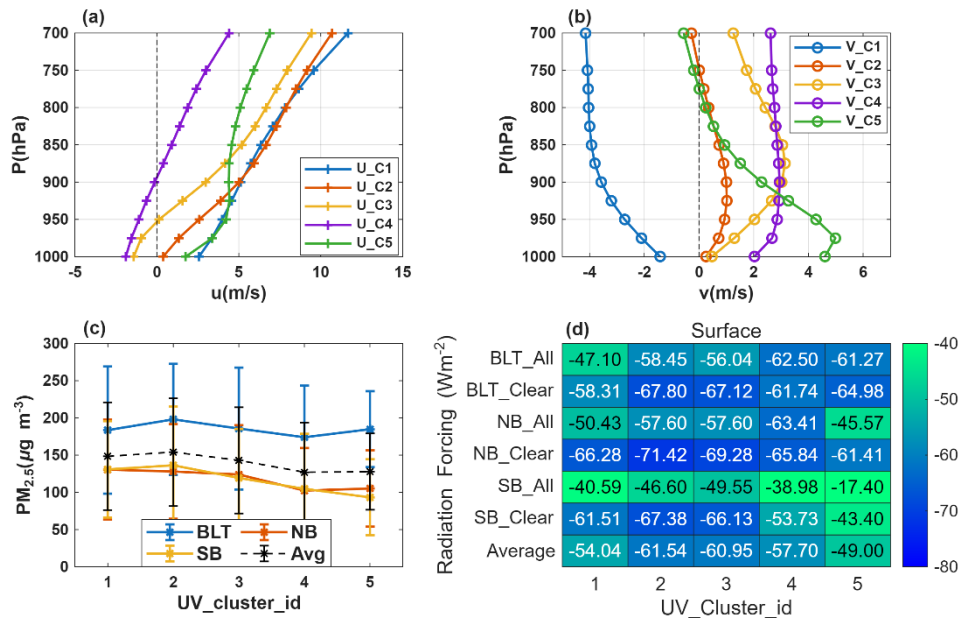 (a)
P(hPa)
700
750
800
850
900
950
1000
-5
0
5
10
15
u(m/s)
U_C1
U_C2
U_C3
U_C4
U_C5
(b)
P(hPa)
700
750
800
850
900
950
1000
-4
-2
0
2
4
6
v(m/s)
V_C1
V_C2
V_C3
V_C4
V_C5
(c)
PM2.5(μg m-3)
300
250
200
150
100
50
0
1 2 3 4 5
UV_cluster_id
BLT NB
SB Avg
(d)
Surface
Radiation Forcing (Wm-2)
BLT_All -47.10 -58.45 -56.04 -62.50 -61.27
BLT_Clear -58.31 -67.80 -67.12 -61.74 -64.98
NB_All -50.43 -57.60 -57.60 -63.41 -45.57
NB_Clear -66.28 -71.42 -69.28 -65.84 -61.41
SB_All -40.59 -46.60 -49.55 -38.98 -17.40
SB_Clear -61.51 -67.38 -66.13 -53.73 -43.40
Average -54.04 -61.54 -60.95 -57.70 -49.00
1 2 3 4 5
UV_Cluster_id
-40
-50
-60
-70
-80